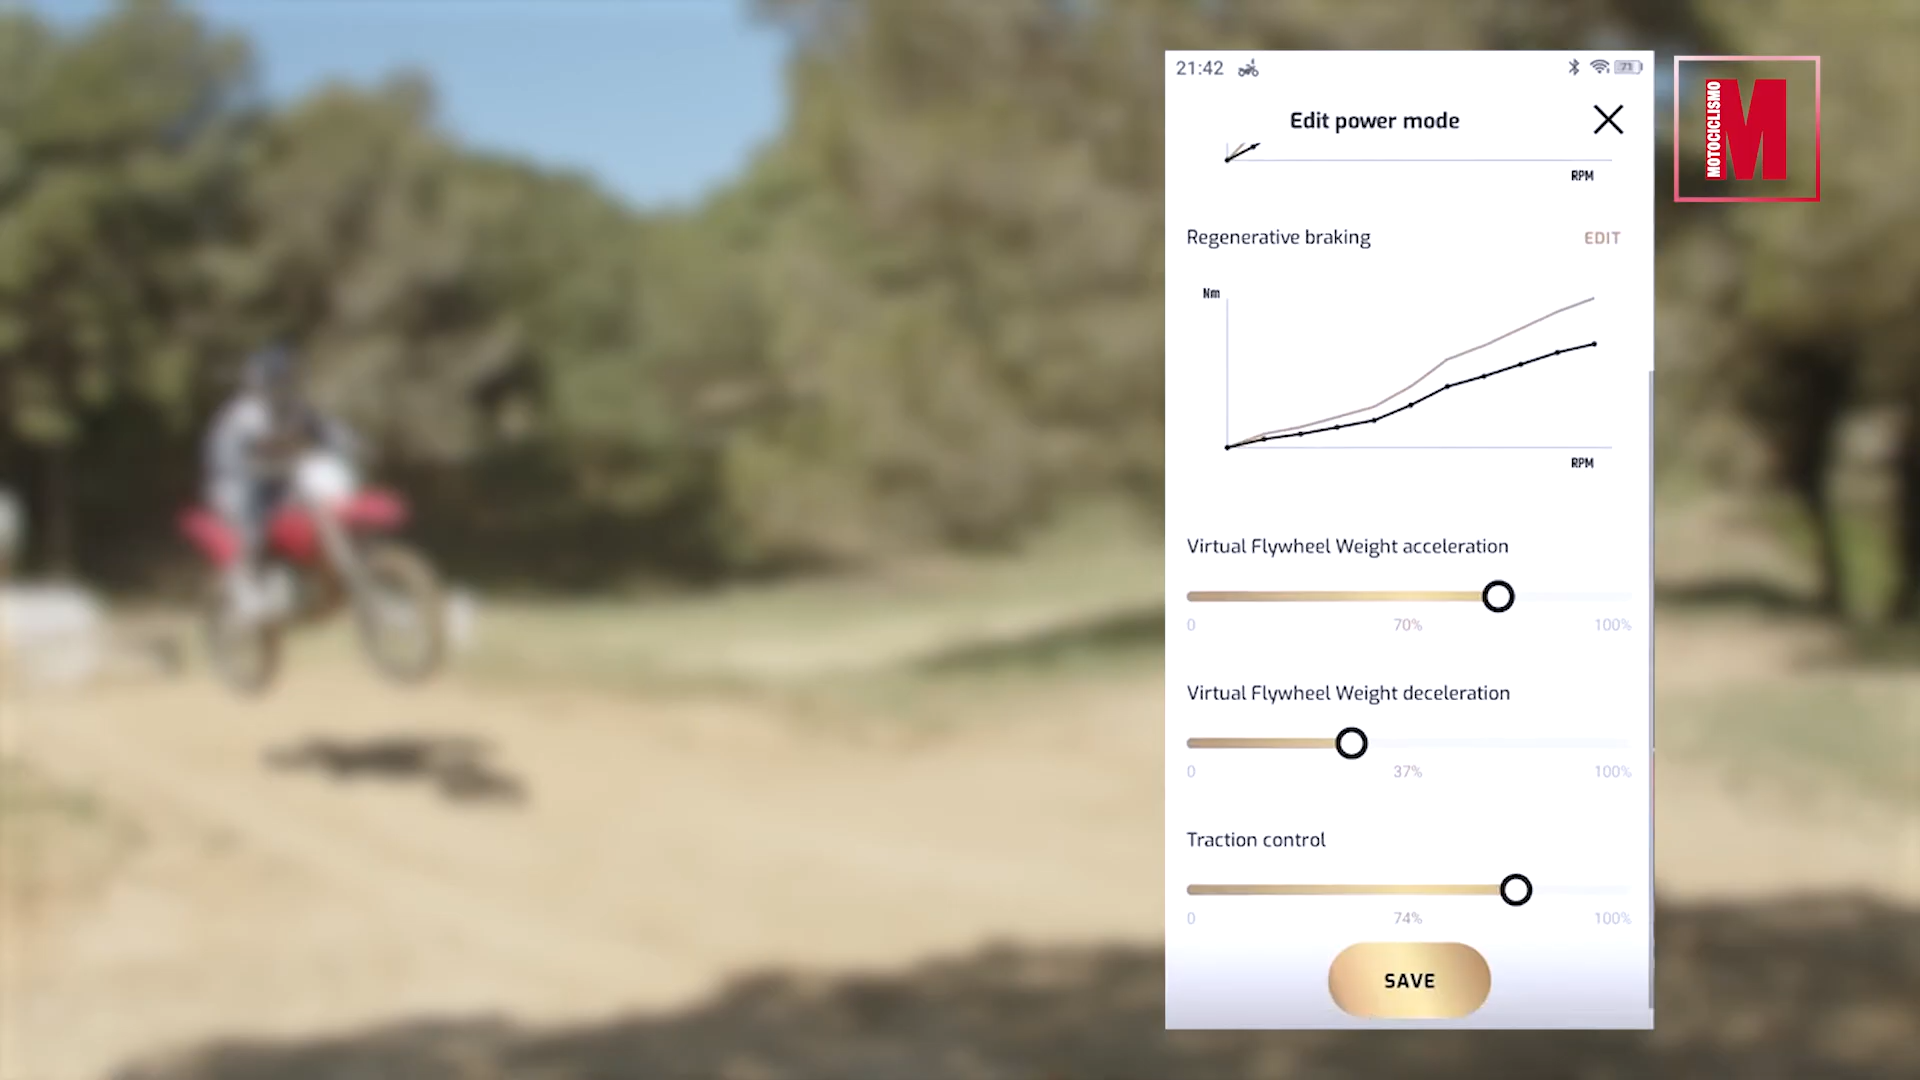 21:42
71
Edit power mode
RPM
Regenerative braking
EDIT
Nm
RPM
Virtual Flywheel Weight acceleration
0 70% 100%
Virtual Flywheel Weight deceleration
0 37% 100%
Traction control
0 74% 100%
SAVE
MOTOCICLISMO
M